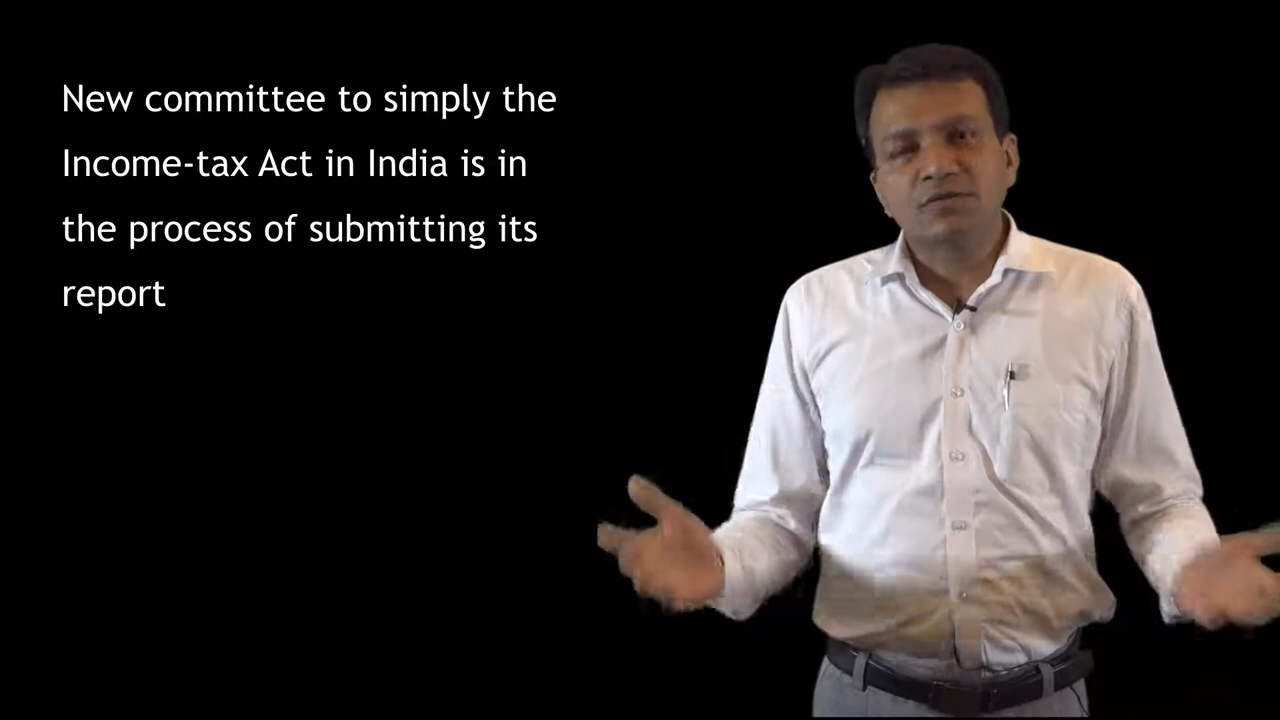 New committee to simply the
Income-tax Act in India is in
the process of submitting its
report